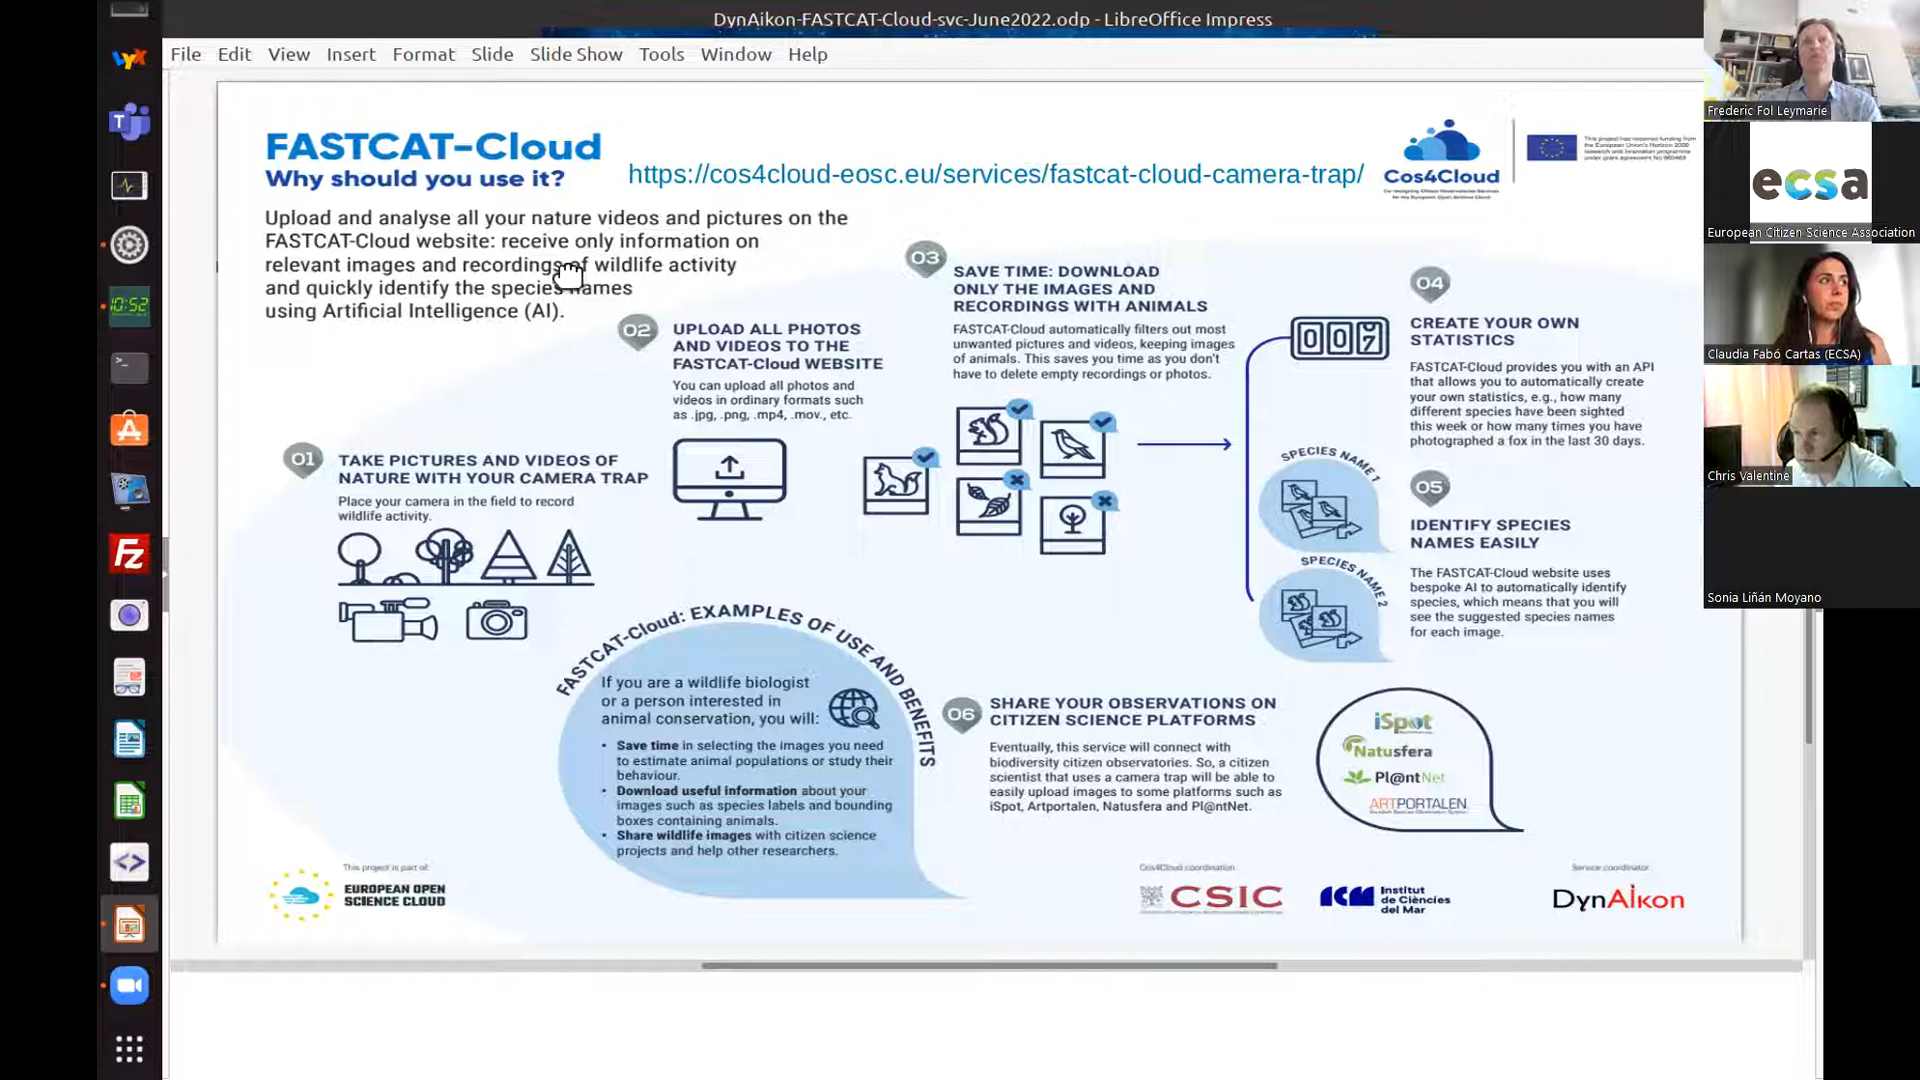 DynAikon-FASTCAT-Cloud-svc-June2022.odp - LibreOffice Impress
File Edit View Insert Format Slide Slide Show Tools Window Help
FASTCAT-Cloud
Why should you use it?
https://cos4cloud-eosc.eu/services/fastcat-cloud-camera-trap/
Cos4Cloud
Upload and analyse all your nature videos and pictures on the
FASTCAT-Cloud website: receive only information on
relevant images and recordings of wildlife activity
and quickly identify the species names
using Artificial Intelligence (AI).
01
TAKE PICTURES AND VIDEOS OF
NATURE WITH YOUR CAMERA TRAP
Place your camera in the field to record
wildlife activity.
02
UPLOAD ALL PHOTOS
AND VIDEOS TO THE
FASTCAT-Cloud WEBSITE
You can upload all photos and
videos in ordinary formats such
as .jpg, .png, .mp4, .mov., etc.
03
SAVE TIME: DOWNLOAD
ONLY THE IMAGES AND
RECORDINGS WITH ANIMALS
FASTCAT-Cloud automatically filters out most
unwanted pictures and videos, keeping images
of animals. This saves you time as you don't
have to delete empty recordings or photos.
007
04
CREATE YOUR OWN
STATISTICS
FASTCAT-Cloud provides you with an API
that allows you to automatically create
your own statistics, e.g., how many
different species have been sighted
this week or how many times you have
photographed a fox in the last 30 days.
SPECIES NAME 1
SPECIES NAME 2
05
IDENTIFY SPECIES
NAMES EASILY
The FASTCAT-Cloud website uses
bespoke AI to automatically identify
species, which means that you will
see the suggested species names
for each image.
FASTCAT-Cloud: EXAMPLES OF USE AND BENEFITS
If you are a wildlife biologist
or a person interested in
animal conservation, you will:
• Save time in selecting the images you need
to estimate animal populations or study their
behaviour.
• Download useful information about your
images such as species labels and bounding
boxes containing animals.
• Share wildlife images with citizen science
projects and help other researchers.
06
SHARE YOUR OBSERVATIONS ON
CITIZEN SCIENCE PLATFORMS
Eventually, this service will connect with
biodiversity citizen observatories. So, a citizen
scientist that uses a camera trap will be able to
easily upload images to some platforms such as
iSpot, Artportalen, Natusfera and Pl@ntNet.
iSpot
Natusfera
Pl@ntNet
ARTPORTALEN
This project is part of:
EUROPEAN OPEN
SCIENCE CLOUD
Cos4Cloud coordination:
CSIC
ICM
Institut
de Ciències
del Mar
Service coordinator:
DynAikon
10:52
Frederic Fol Leymarie
ecsa
European Citizen Science Association
Claudia Fabó Cartas (ECSA)
Chris Valentine
Sonia Liñán Moyano